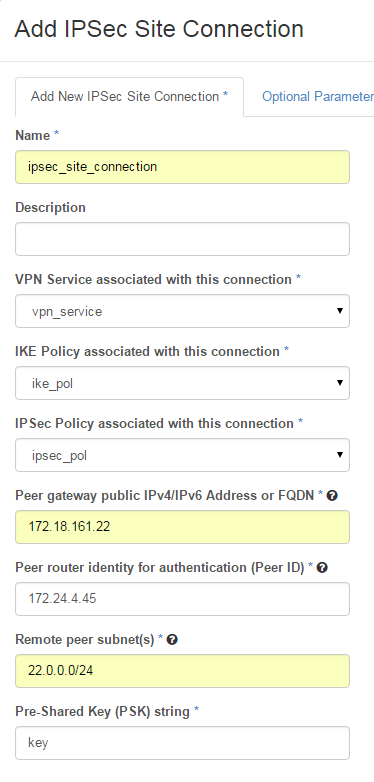 Add IPSec Site Connection
Add New IPSec Site Connection * Optional Parameter
Name *
ipsec_site_connection
Description
VPN Service associated with this connection *
vpn_service
IKE Policy associated with this connection *
ike_pol
IPSec Policy associated with this connection *
ipsec_pol
Peer gateway public IPv4/IPv6 Address or FQDN * ?
172.18.161.22
Peer router identity for authentication (Peer ID) * ?
172.24.4.45
Remote peer subnet(s) * ?
22.0.0.0/24
Pre-Shared Key (PSK) string *
key